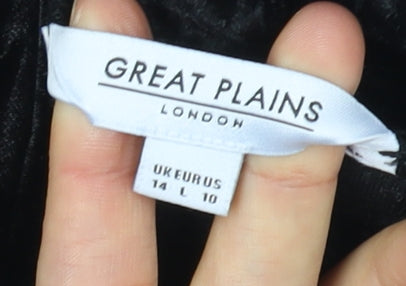 GREAT PLAINS
LONDON
UK EUR US
14 L 10